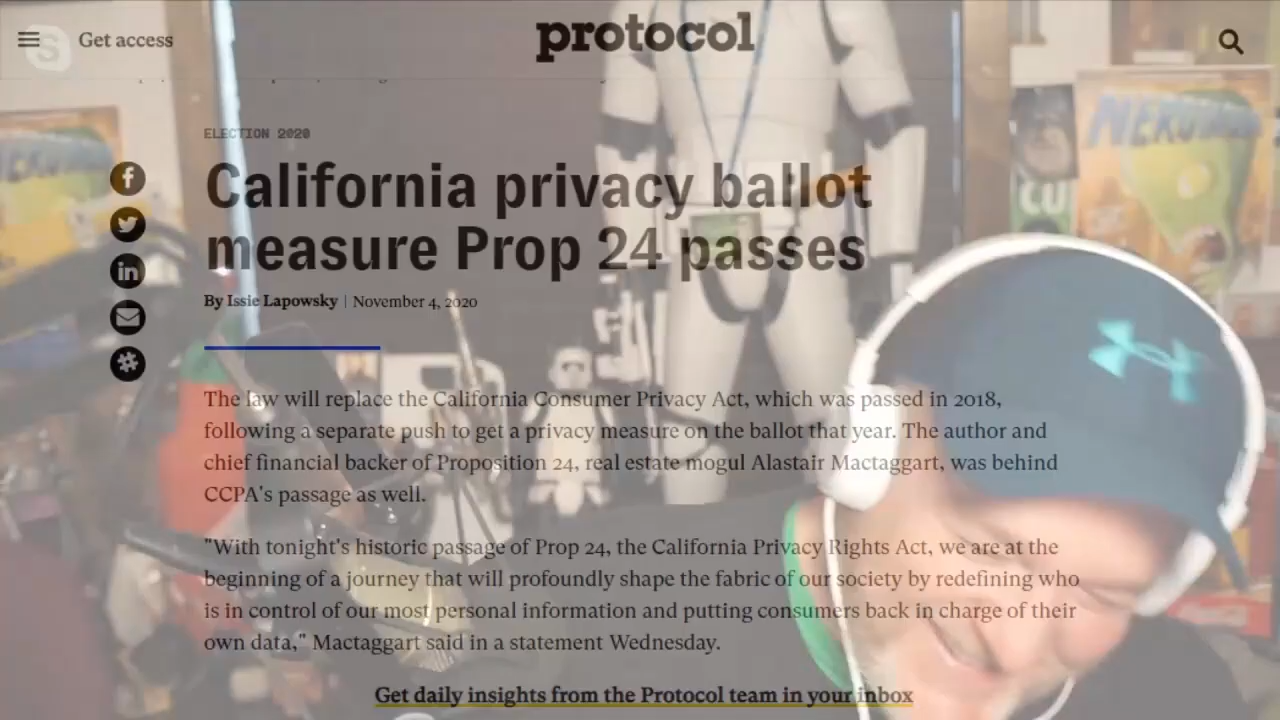 Get access
protocol
ELECTION 2020
California privacy ballot
measure Prop 24 passes
By Issie Lapowsky | November 4, 2020
The law will replace the California Consumer Privacy Act, which was passed in 2018,
following a separate push to get a privacy measure on the ballot that year. The author and
chief financial backer of Proposition 24, real estate mogul Alastair Mactaggart, was behind
CCPA's passage as well.
"With tonight's historic passage of Prop 24, the California Privacy Rights Act, we are at the
beginning of a journey that will profoundly shape the fabric of our society by redefining who
is in control of our most personal information and putting consumers back in charge of their
own data," Mactaggart said in a statement Wednesday.
Get daily insights from the Protocol team in your inbox